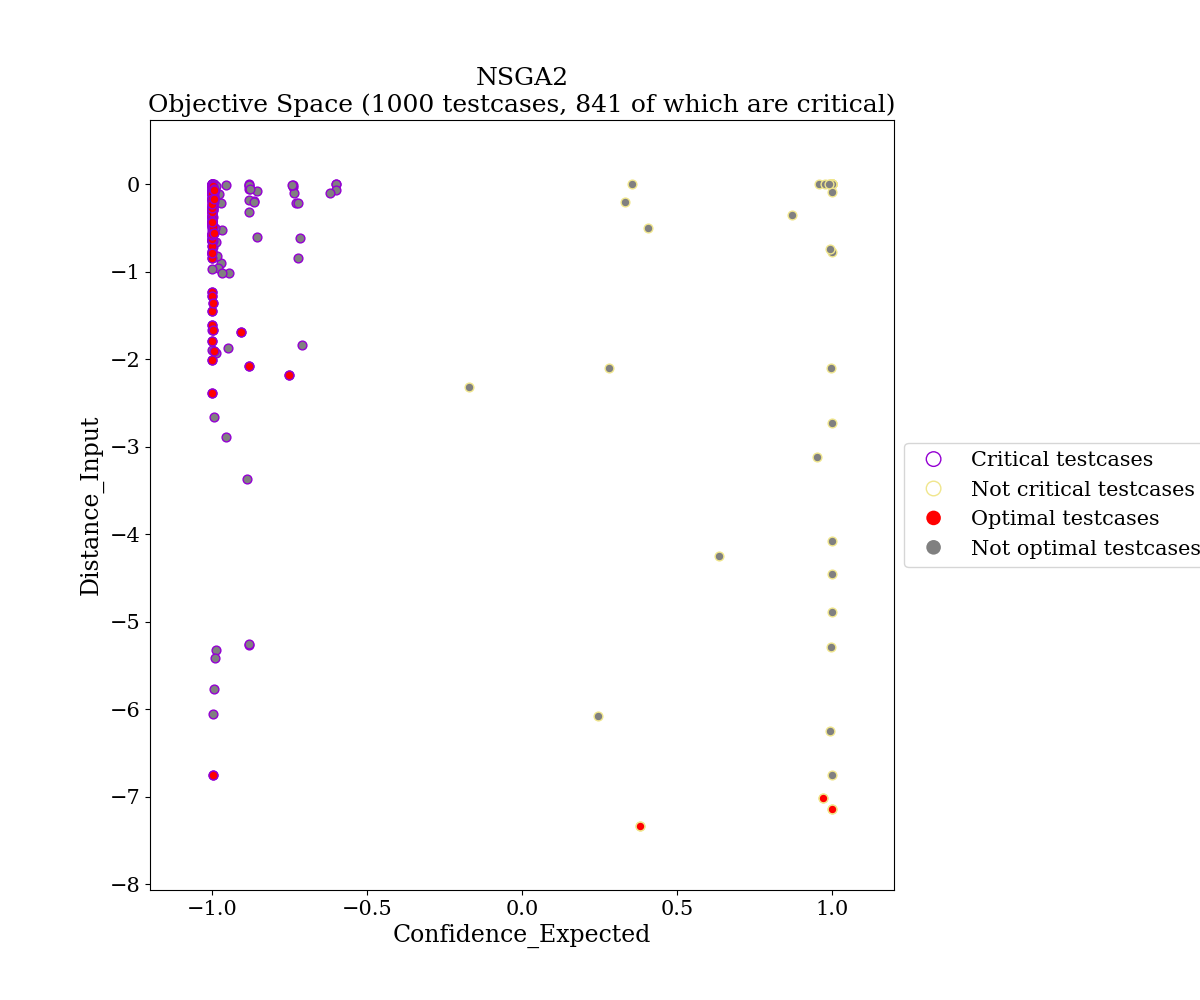 NSGA2
Objective Space (1000 testcases, 841 of which are critical)
0
−1
−2
−3
−4
−5
−6
−7
−8
Distance_Input
−1.0
−0.5
0.0
0.5
1.0
Confidence_Expected
Critical testcases
Not critical testcases
Optimal testcases
Not optimal testcases